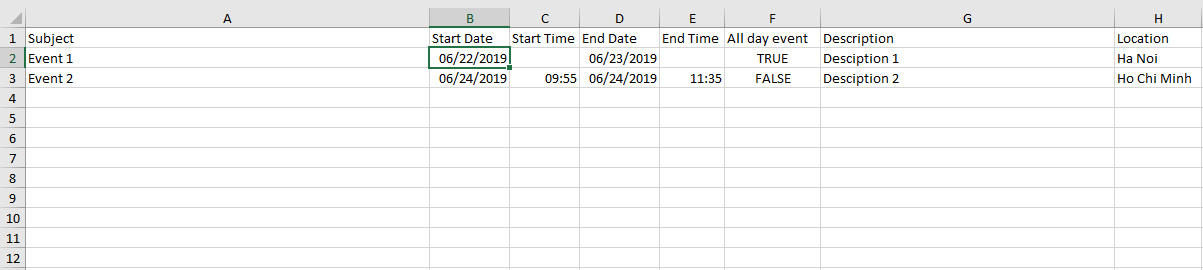 A B C D E F G H
1 Subject Start Date Start Time End Date End Time All day event Description Location
2 Event 1 06/22/2019 06/23/2019 TRUE Desciption 1 Ha Noi
3 Event 2 06/24/2019 09:55 06/24/2019 11:35 FALSE Desciption 2 Ho Chi Minh
4
5
6
7
8
9
10
11
12